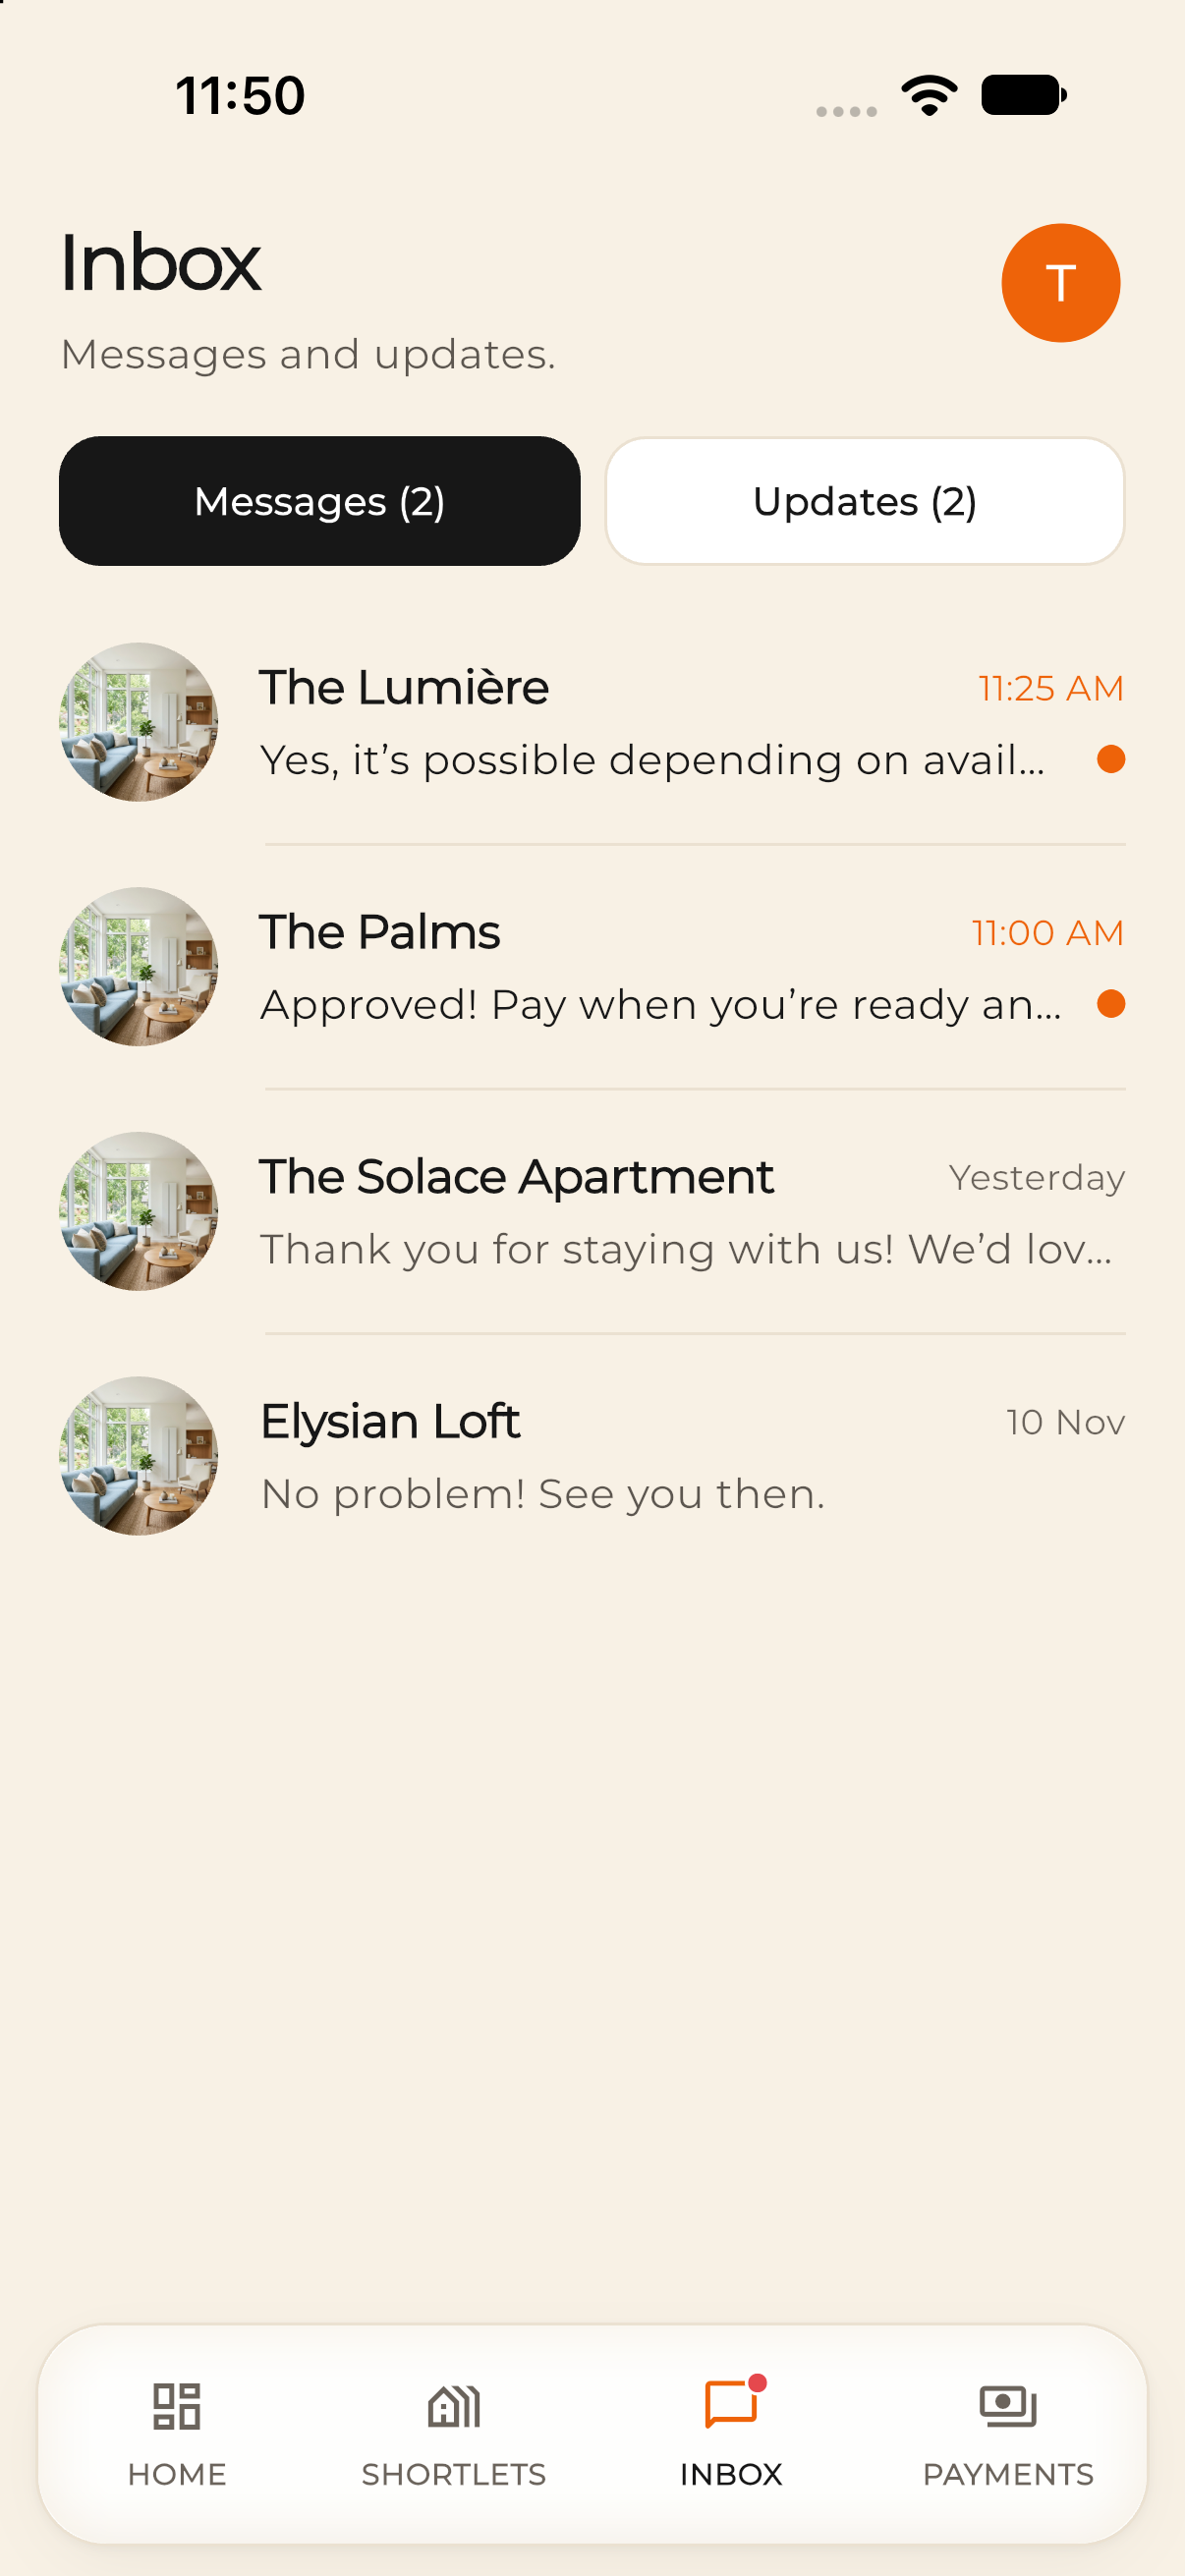 11:50
Inbox
T
Messages and updates.
Messages (2)
Updates (2)
The Lumière
11:25 AM
Yes, it’s possible depending on avail...
The Palms
11:00 AM
Approved! Pay when you’re ready an...
The Solace Apartment
Yesterday
Thank you for staying with us! We’d lov...
Elysian Loft
10 Nov
No problem! See you then.
HOME
SHORTLETS
INBOX
PAYMENTS